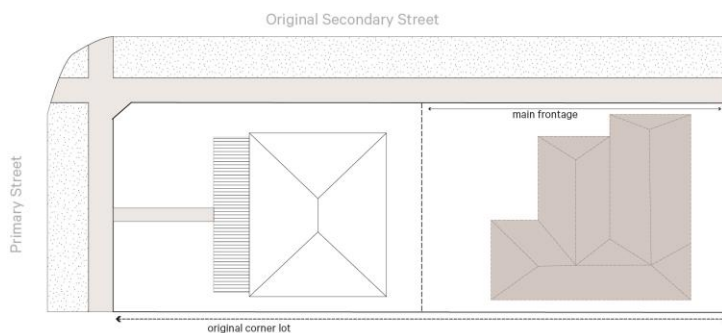 Original Secondary Street
main frontage
Primary Street
original corner lot